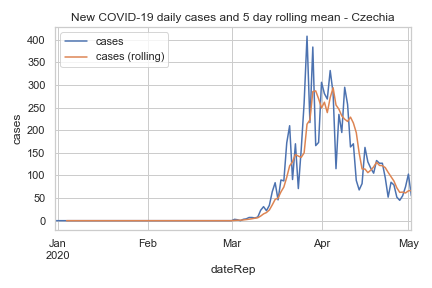 New COVID-19 daily cases and 5 day rolling mean - Czechia
cases
cases (rolling)
400
350
300
250
200
150
100
50
0
cases
Jan
2020
Feb
Mar
Apr
May
dateRep